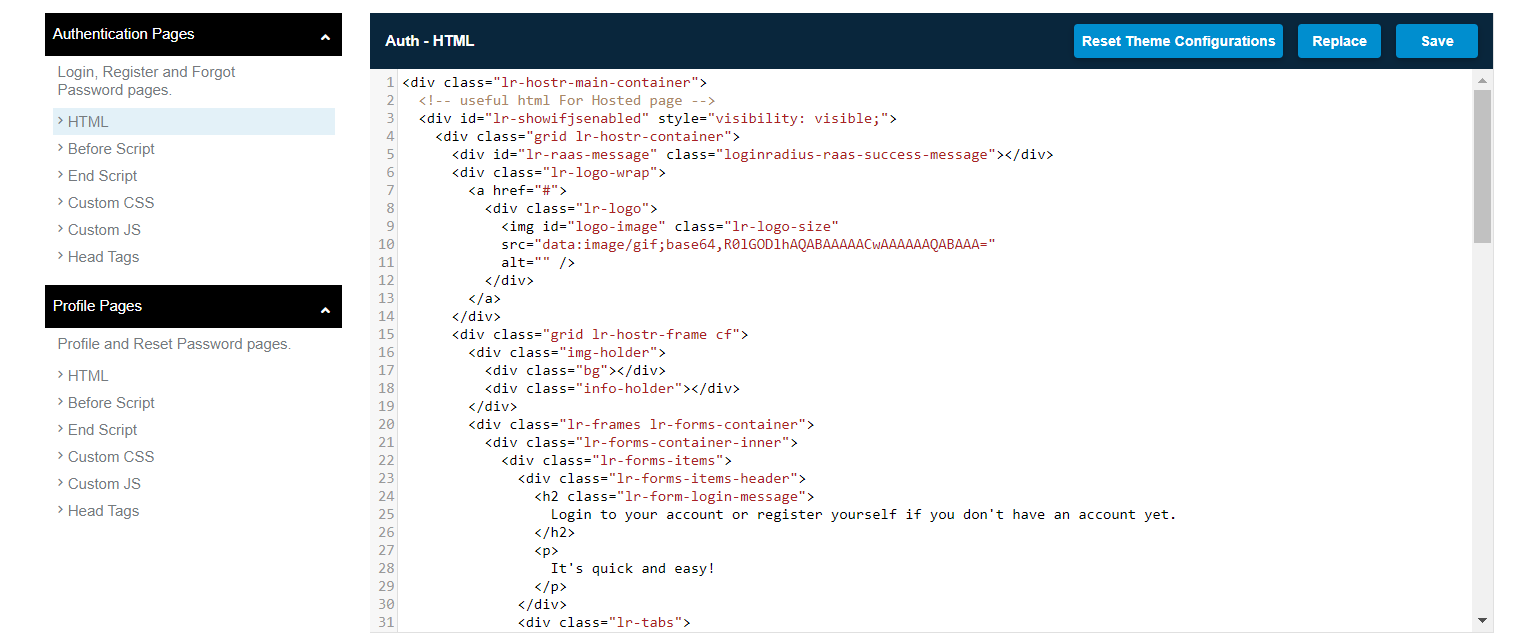 Authentication Pages
Login, Register and Forgot
Password pages.
HTML
Before Script
End Script
Custom CSS
Custom JS
Head Tags
Profile Pages
Profile and Reset Password pages.
HTML
Before Script
End Script
Custom CSS
Custom JS
Head Tags
Auth - HTML
Reset Theme Configurations
Replace
Save
1 <div class="lr-hostr-main-container">
2 <!-- useful html For Hosted page -->
3 <div id="lr-showifjsenabled" style="visibility: visible;">
4 <div class="grid lr-hostr-container">
5 <div id="lr-raas-message" class="loginradius-raas-success-message"></div>
6 <div class="lr-logo-wrap">
7 <a href="#">
8 <div class="lr-logo">
9 <img id="logo-image" class="lr-logo-size"
10 src="data:image/gif;base64,R0lGODlhAQABAAAAACwAAAAAAQABAAA="
11 alt="" />
12 </div>
13 </a>
14 </div>
15 <div class="grid lr-hostr-frame cf">
16 <div class="img-holder">
17 <div class="bg"></div>
18 <div class="info-holder"></div>
19 </div>
20 <div class="lr-frames lr-forms-container">
21 <div class="lr-forms-container-inner">
22 <div class="lr-forms-items">
23 <div class="lr-forms-items-header">
24 <h2 class="lr-form-login-message">
25 Login to your account or register yourself if you don't have an account yet.
26 </h2>
27 <p>
28 It's quick and easy!
29 </p>
30 </div>
31 <div class="lr-tabs">